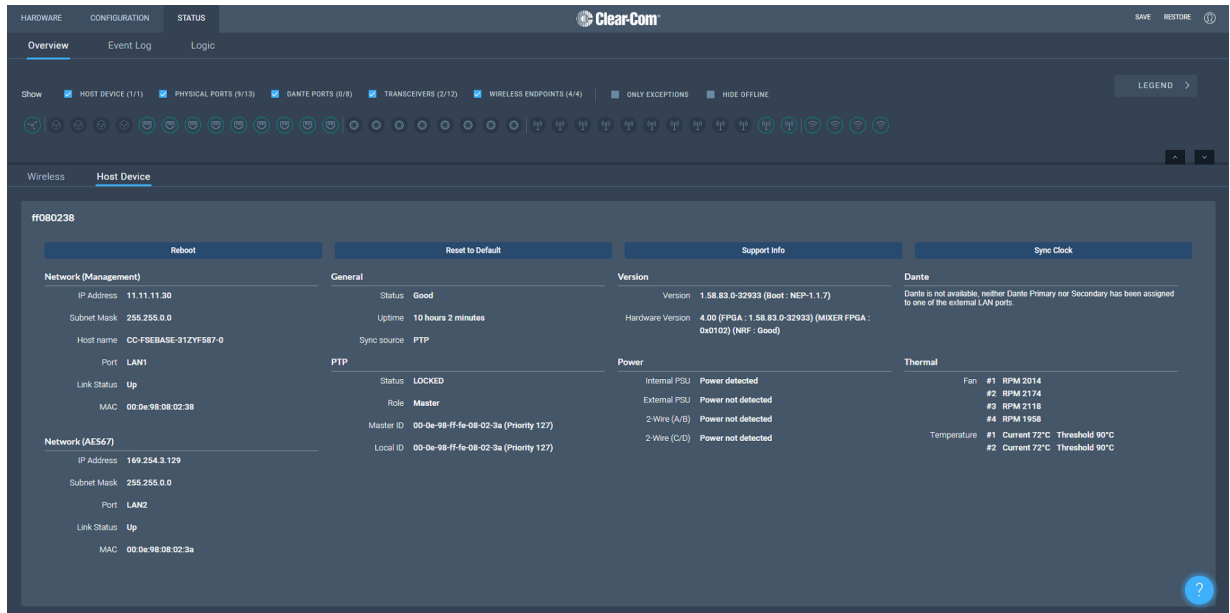 HARDWARE CONFIGURATION STATUS Clear-Com SAVE RESTORE
Overview Event Log Logic
LEGEND >
Show HOST DEVICE (1/1) PHYSICAL PORTS (9/13) DANTE PORTS (0/8) TRANSCEIVERS (2/12) WIRELESS ENDPOINTS (4/4) ONLY EXCEPTIONS HIDE OFFLINE
Wireless Host Device
ff080238
Reboot Reset to Default Support Info Sync Clock
Network (Management)
IP Address 11.11.11.30
Subnet Mask 255.255.0.0
Host name CC-FSEBASE-31ZYF587-0
Port LAN1
Link Status Up
MAC 00:0e:98:08:02:38
Network (AES67)
IP Address 169.254.3.129
Subnet Mask 255.255.0.0
Port LAN2
Link Status Up
MAC 00:0e:98:08:02:3a
General
Status Good
Uptime 10 hours 2 minutes
Sync source PTP
PTP
Status LOCKED
Role Master
Master ID 00-0e-98-ff-fe-08-02-3a (Priority 127)
Local ID 00-0e-98-ff-fe-08-02-3a (Priority 127)
Version
Version 1.58.83.0-32933 (Boot : NEP-1.1.7)
Hardware Version 4.00 (FPGA : 1.58.83.0-32933) (MIXER FPGA :
0x0102) (NRF : Good)
Power
Internal PSU Power detected
External PSU Power not detected
2-Wire (A/B) Power not detected
2-Wire (C/D) Power not detected
Dante
Dante is not available, neither Dante Primary nor Secondary has been assigned
to one of the external LAN ports.
Thermal
Fan #1 RPM 2014
#2 RPM 2174
#3 RPM 2118
#4 RPM 1958
Temperature #1 Current 72°C Threshold 90°C
#2 Current 72°C Threshold 90°C
?